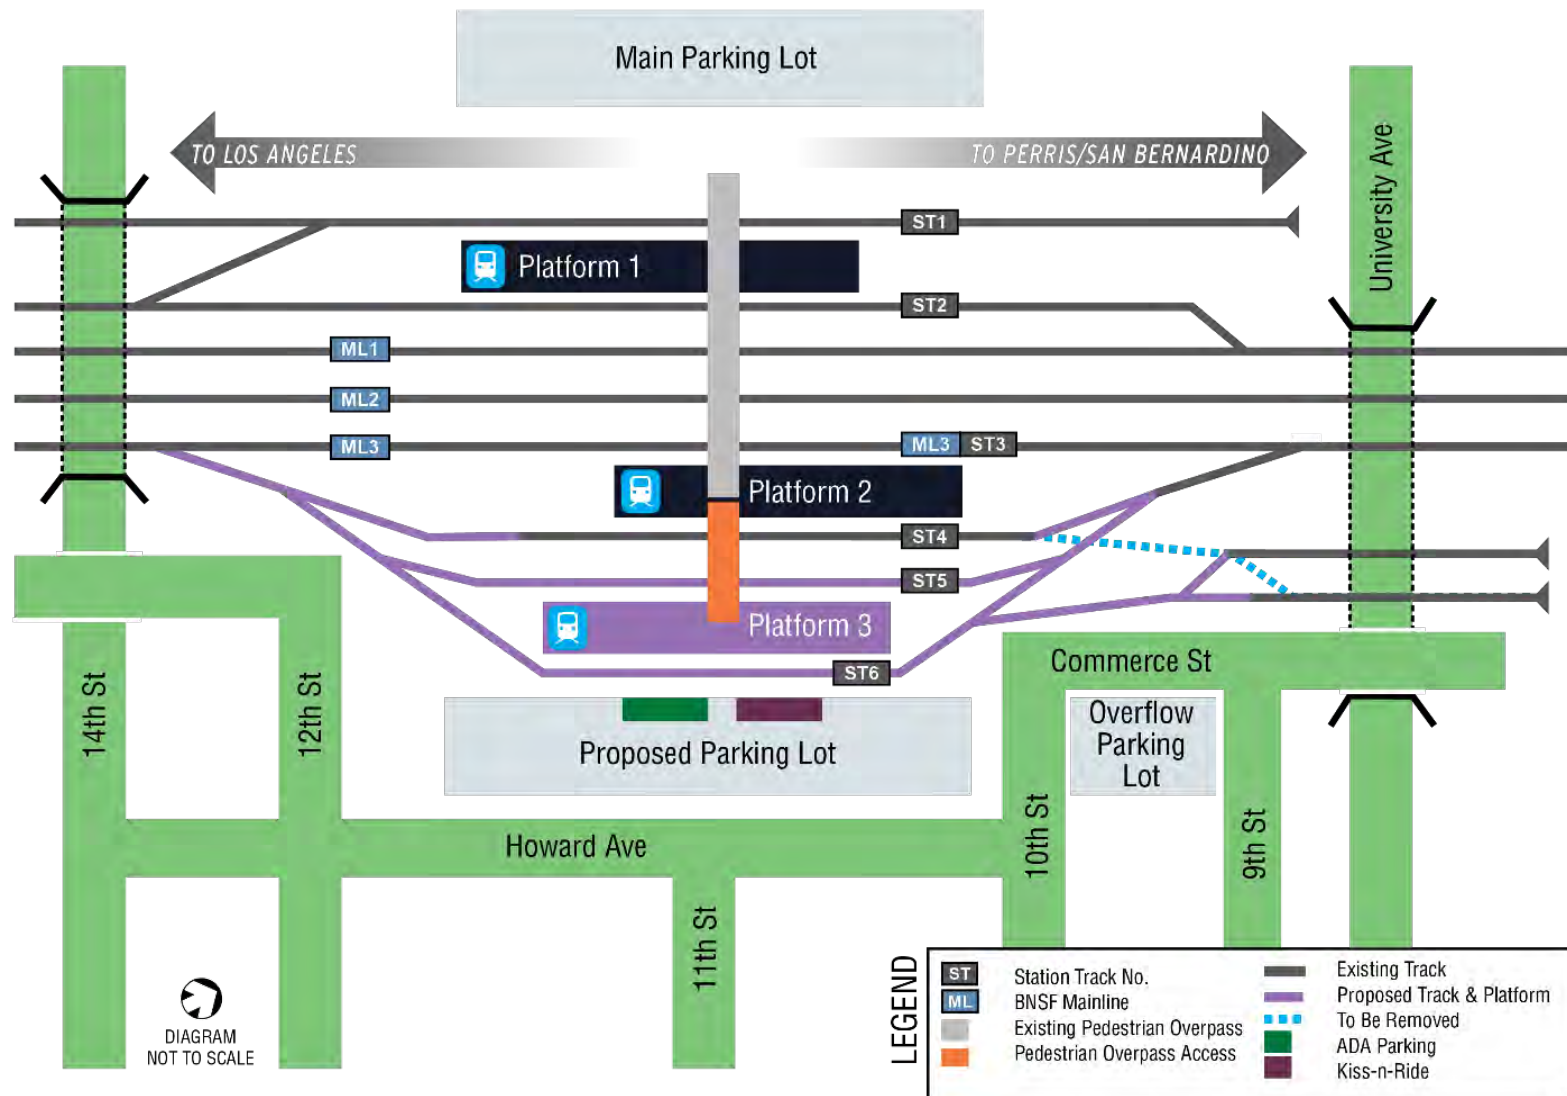 Main Parking Lot
TO LOS ANGELES
TO PERRIS/SAN BERNARDINO
University Ave
ST1
Platform 1
ST2
ML1
ML2
ML3
ML3 ST3
Platform 2
ST4
ST5
Platform 3
ST6
Commerce St
14th St
12th St
Proposed Parking Lot
Overflow
Parking
Lot
10th St
9th St
Howard Ave
11th St
DIAGRAM
NOT TO SCALE
LEGEND
ST Station Track No.
ML BNSF Mainline
Existing Pedestrian Overpass
Pedestrian Overpass Access
Existing Track
Proposed Track & Platform
To Be Removed
ADA Parking
Kiss-n-Ride